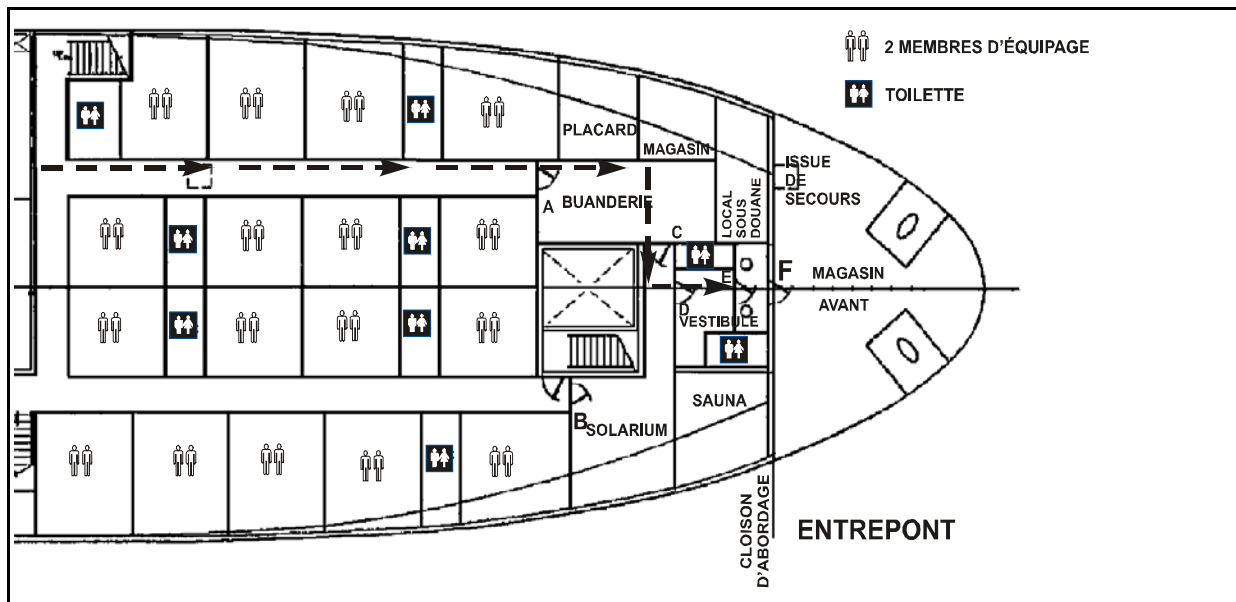 2 MEMBRES D'ÉQUIPAGE
TOILETTE
PLACARD
MAGASIN
ISSUE
DE
SECOURS
A
BUANDERIE
LOCAL
SOUS
DOUANE
C
E
F
MAGASIN
AVANT
D
VESTIBULE
B
SOLARIUM
SAUNA
CLOISON
D'ABORDAGE
ENTREPONT